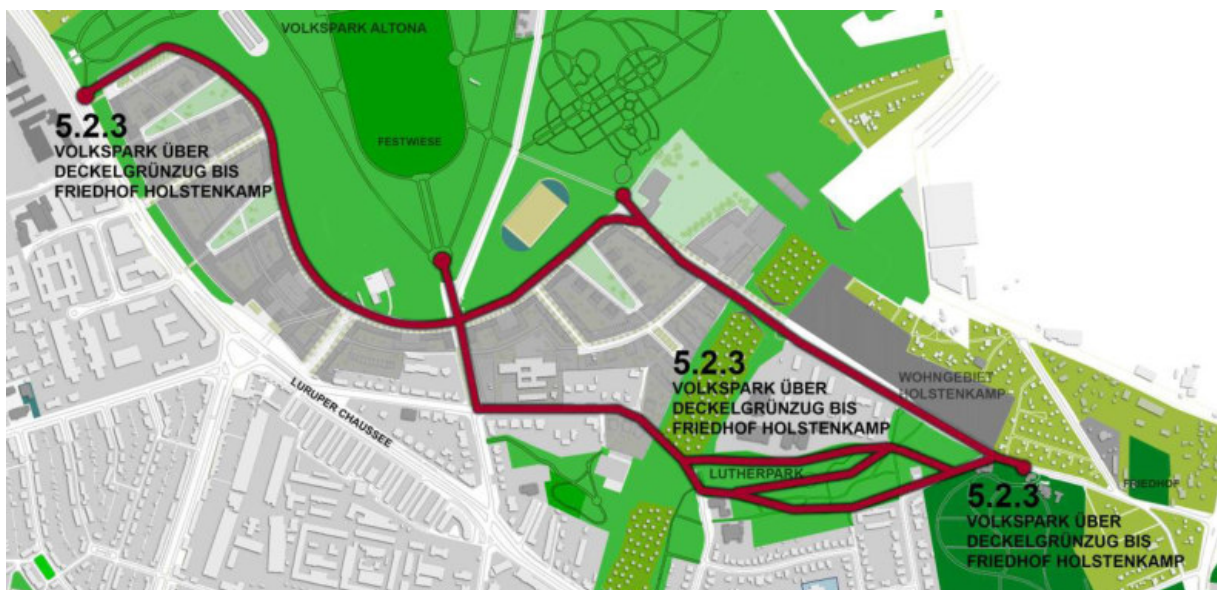 VOLKSPARK ALTONA
5.2.3
VOLKSPARK ÜBER
DECKELGRÜNZUG BIS
FRIEDHOF HOLSTENKAMP
FESTWIESE
LURUPER CHAUSSEE
5.2.3
VOLKSPARK ÜBER
DECKELGRÜNZUG BIS
FRIEDHOF HOLSTENKAMP
WOHNGEBIET
HOLSTENKAMP
LUTHERPARK
FRIEDHOF
5.2.3
VOLKSPARK ÜBER
DECKELGRÜNZUG BIS
FRIEDHOF HOLSTENKAMP